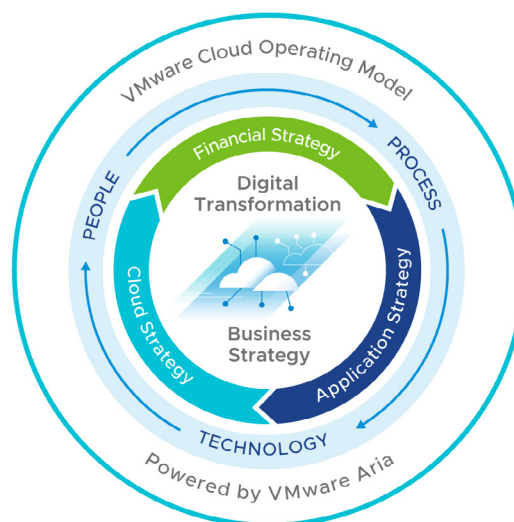 VMware Cloud Operating Model
PEOPLE
PROCESS
TECHNOLOGY
Financial Strategy
Application Strategy
Cloud Strategy
Digital
Transformation
Business
Strategy
Powered by VMware Aria